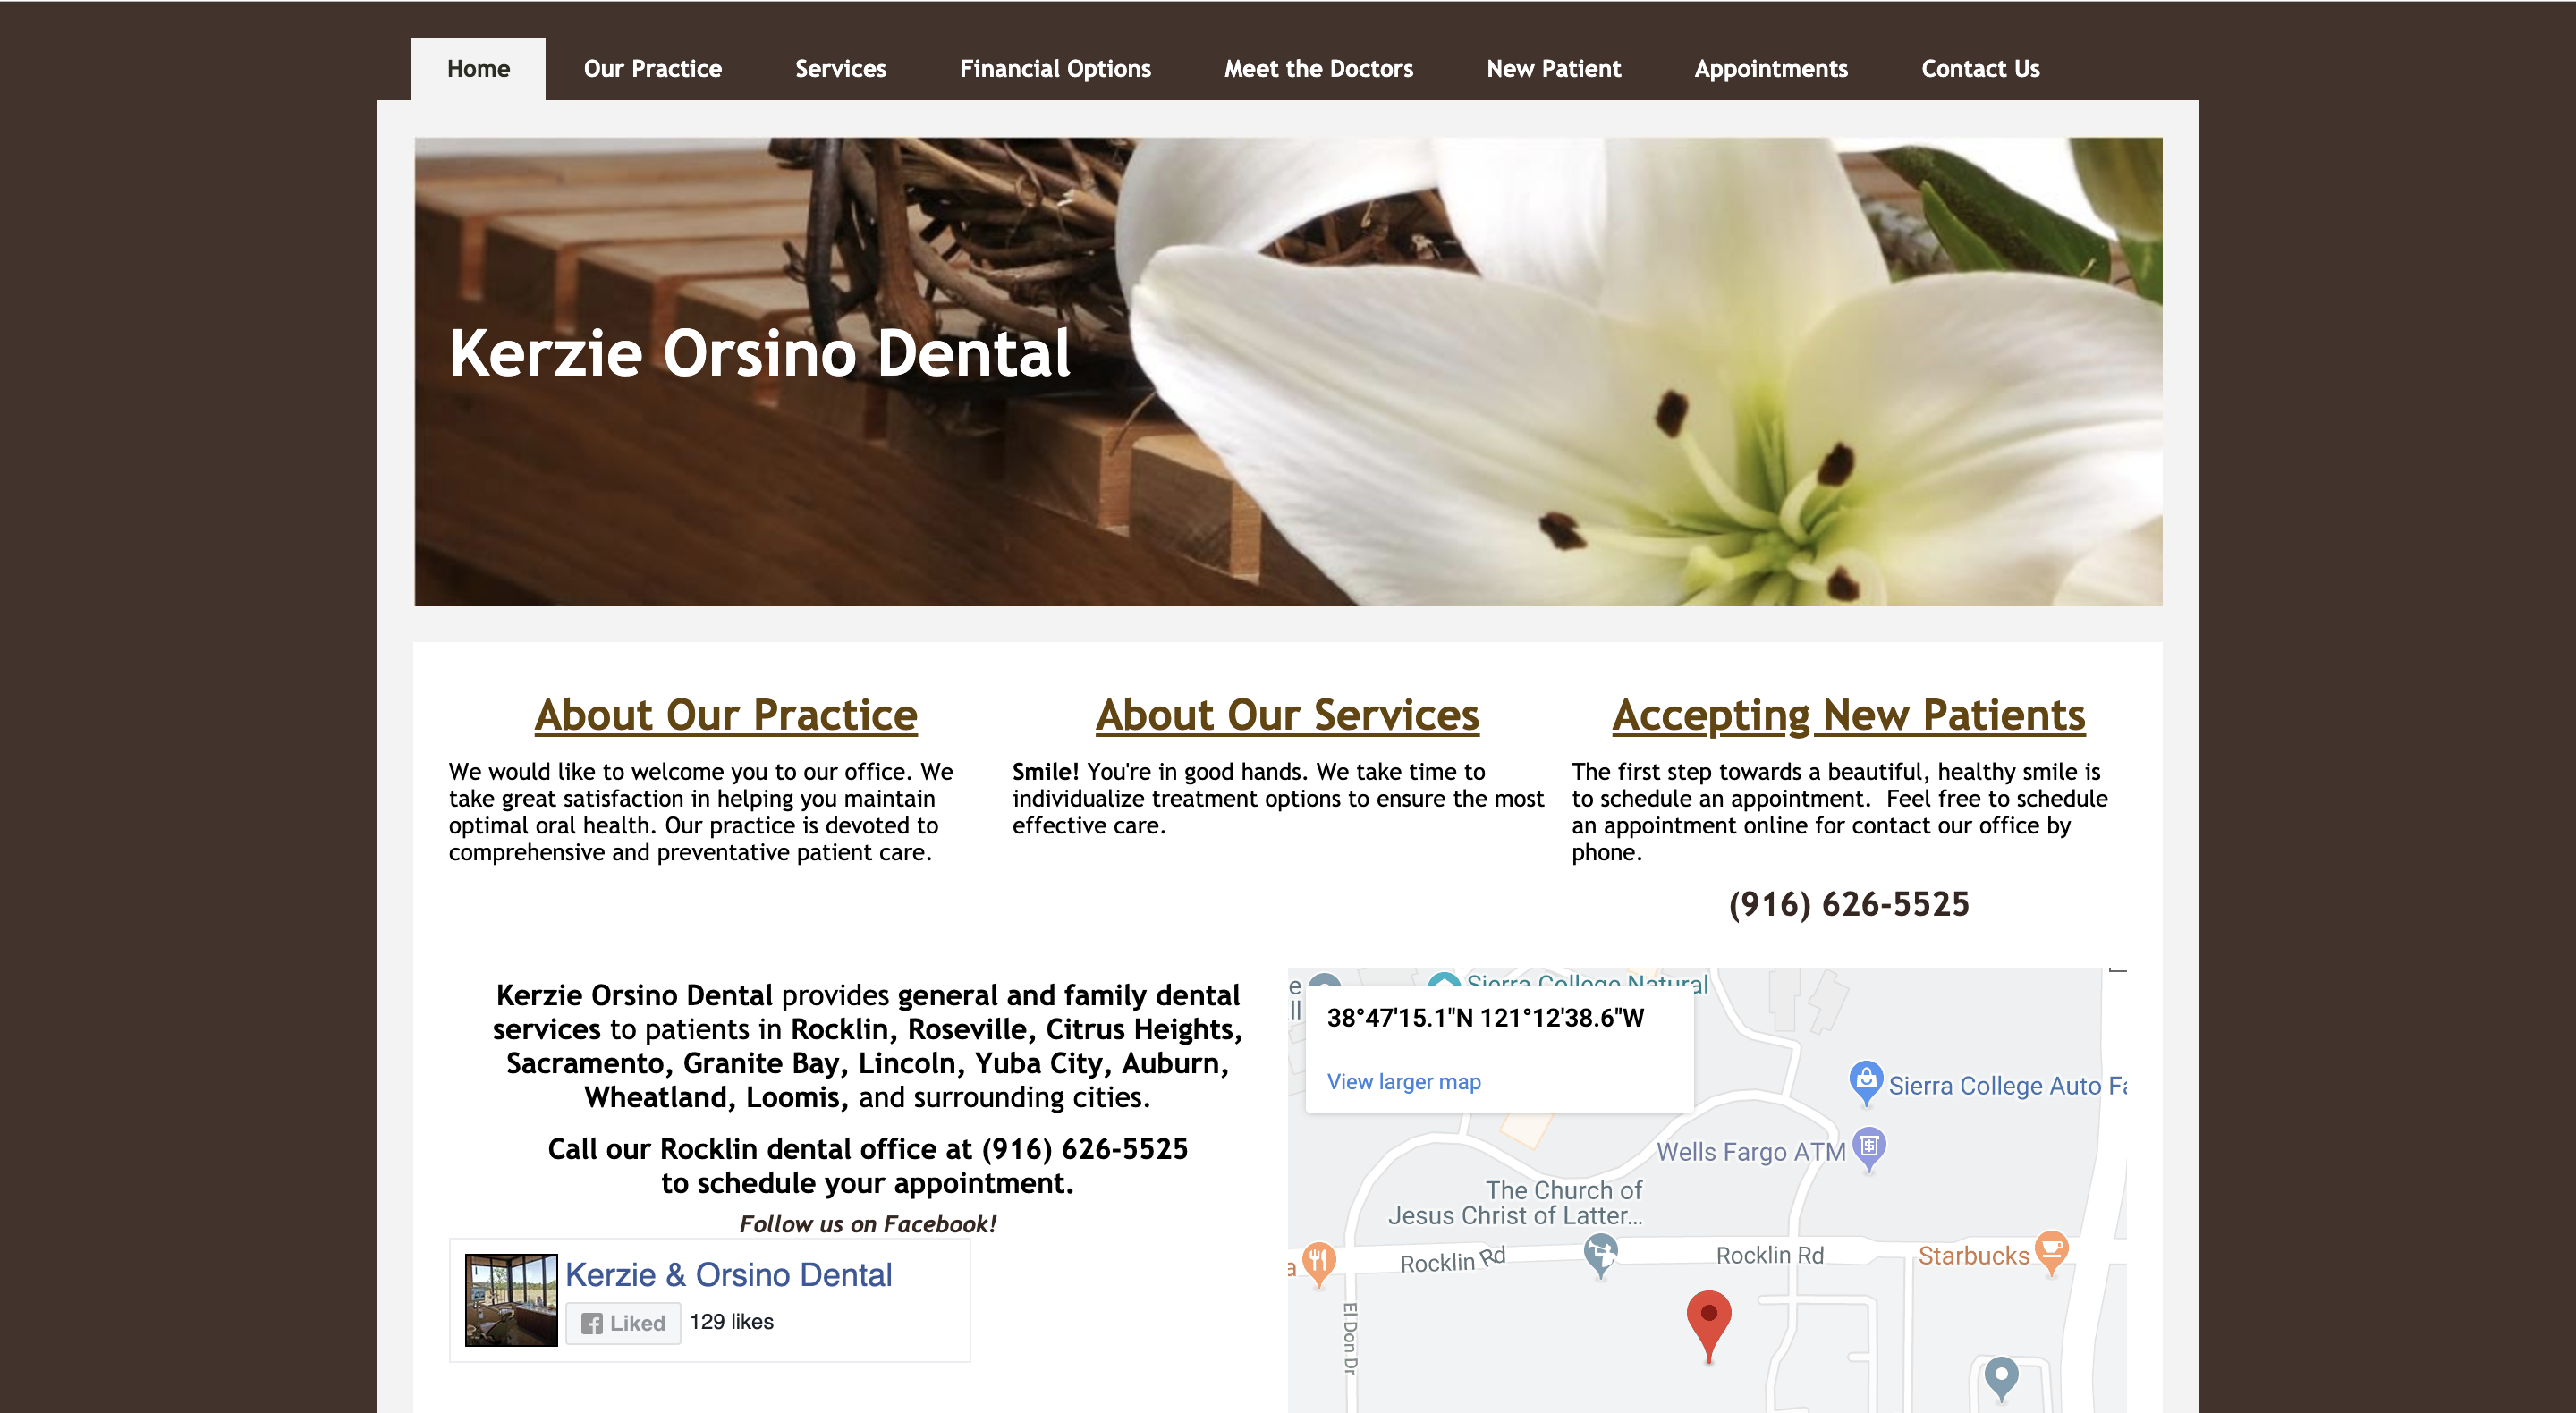 Home Our Practice Services Financial Options Meet the Doctors New Patient Appointments Contact Us
Kerzie Orsino Dental
About Our Practice
We would like to welcome you to our office. We
take great satisfaction in helping you maintain
optimal oral health. Our practice is devoted to
comprehensive and preventative patient care.
About Our Services
Smile! You're in good hands. We take time to
individualize treatment options to ensure the most
effective care.
Accepting New Patients
The first step towards a beautiful, healthy smile is
to schedule an appointment.  Feel free to schedule
an appointment online for contact our office by
phone.
(916) 626-5525
Kerzie Orsino Dental provides general and family dental
services to patients in Rocklin, Roseville, Citrus Heights,
Sacramento, Granite Bay, Lincoln, Yuba City, Auburn,
Wheatland, Loomis, and surrounding cities.
Call our Rocklin dental office at (916) 626-5525
to schedule your appointment.
Follow us on Facebook!
Kerzie & Orsino Dental
Liked 129 likes
Sierra College Natural
38°47'15.1"N 121°12'38.6"W
View larger map
Sierra College Auto
Wells Fargo ATM
The Church of
Jesus Christ of Latter...
Rocklin Rd
Rocklin Rd
Starbucks
El Don Dr